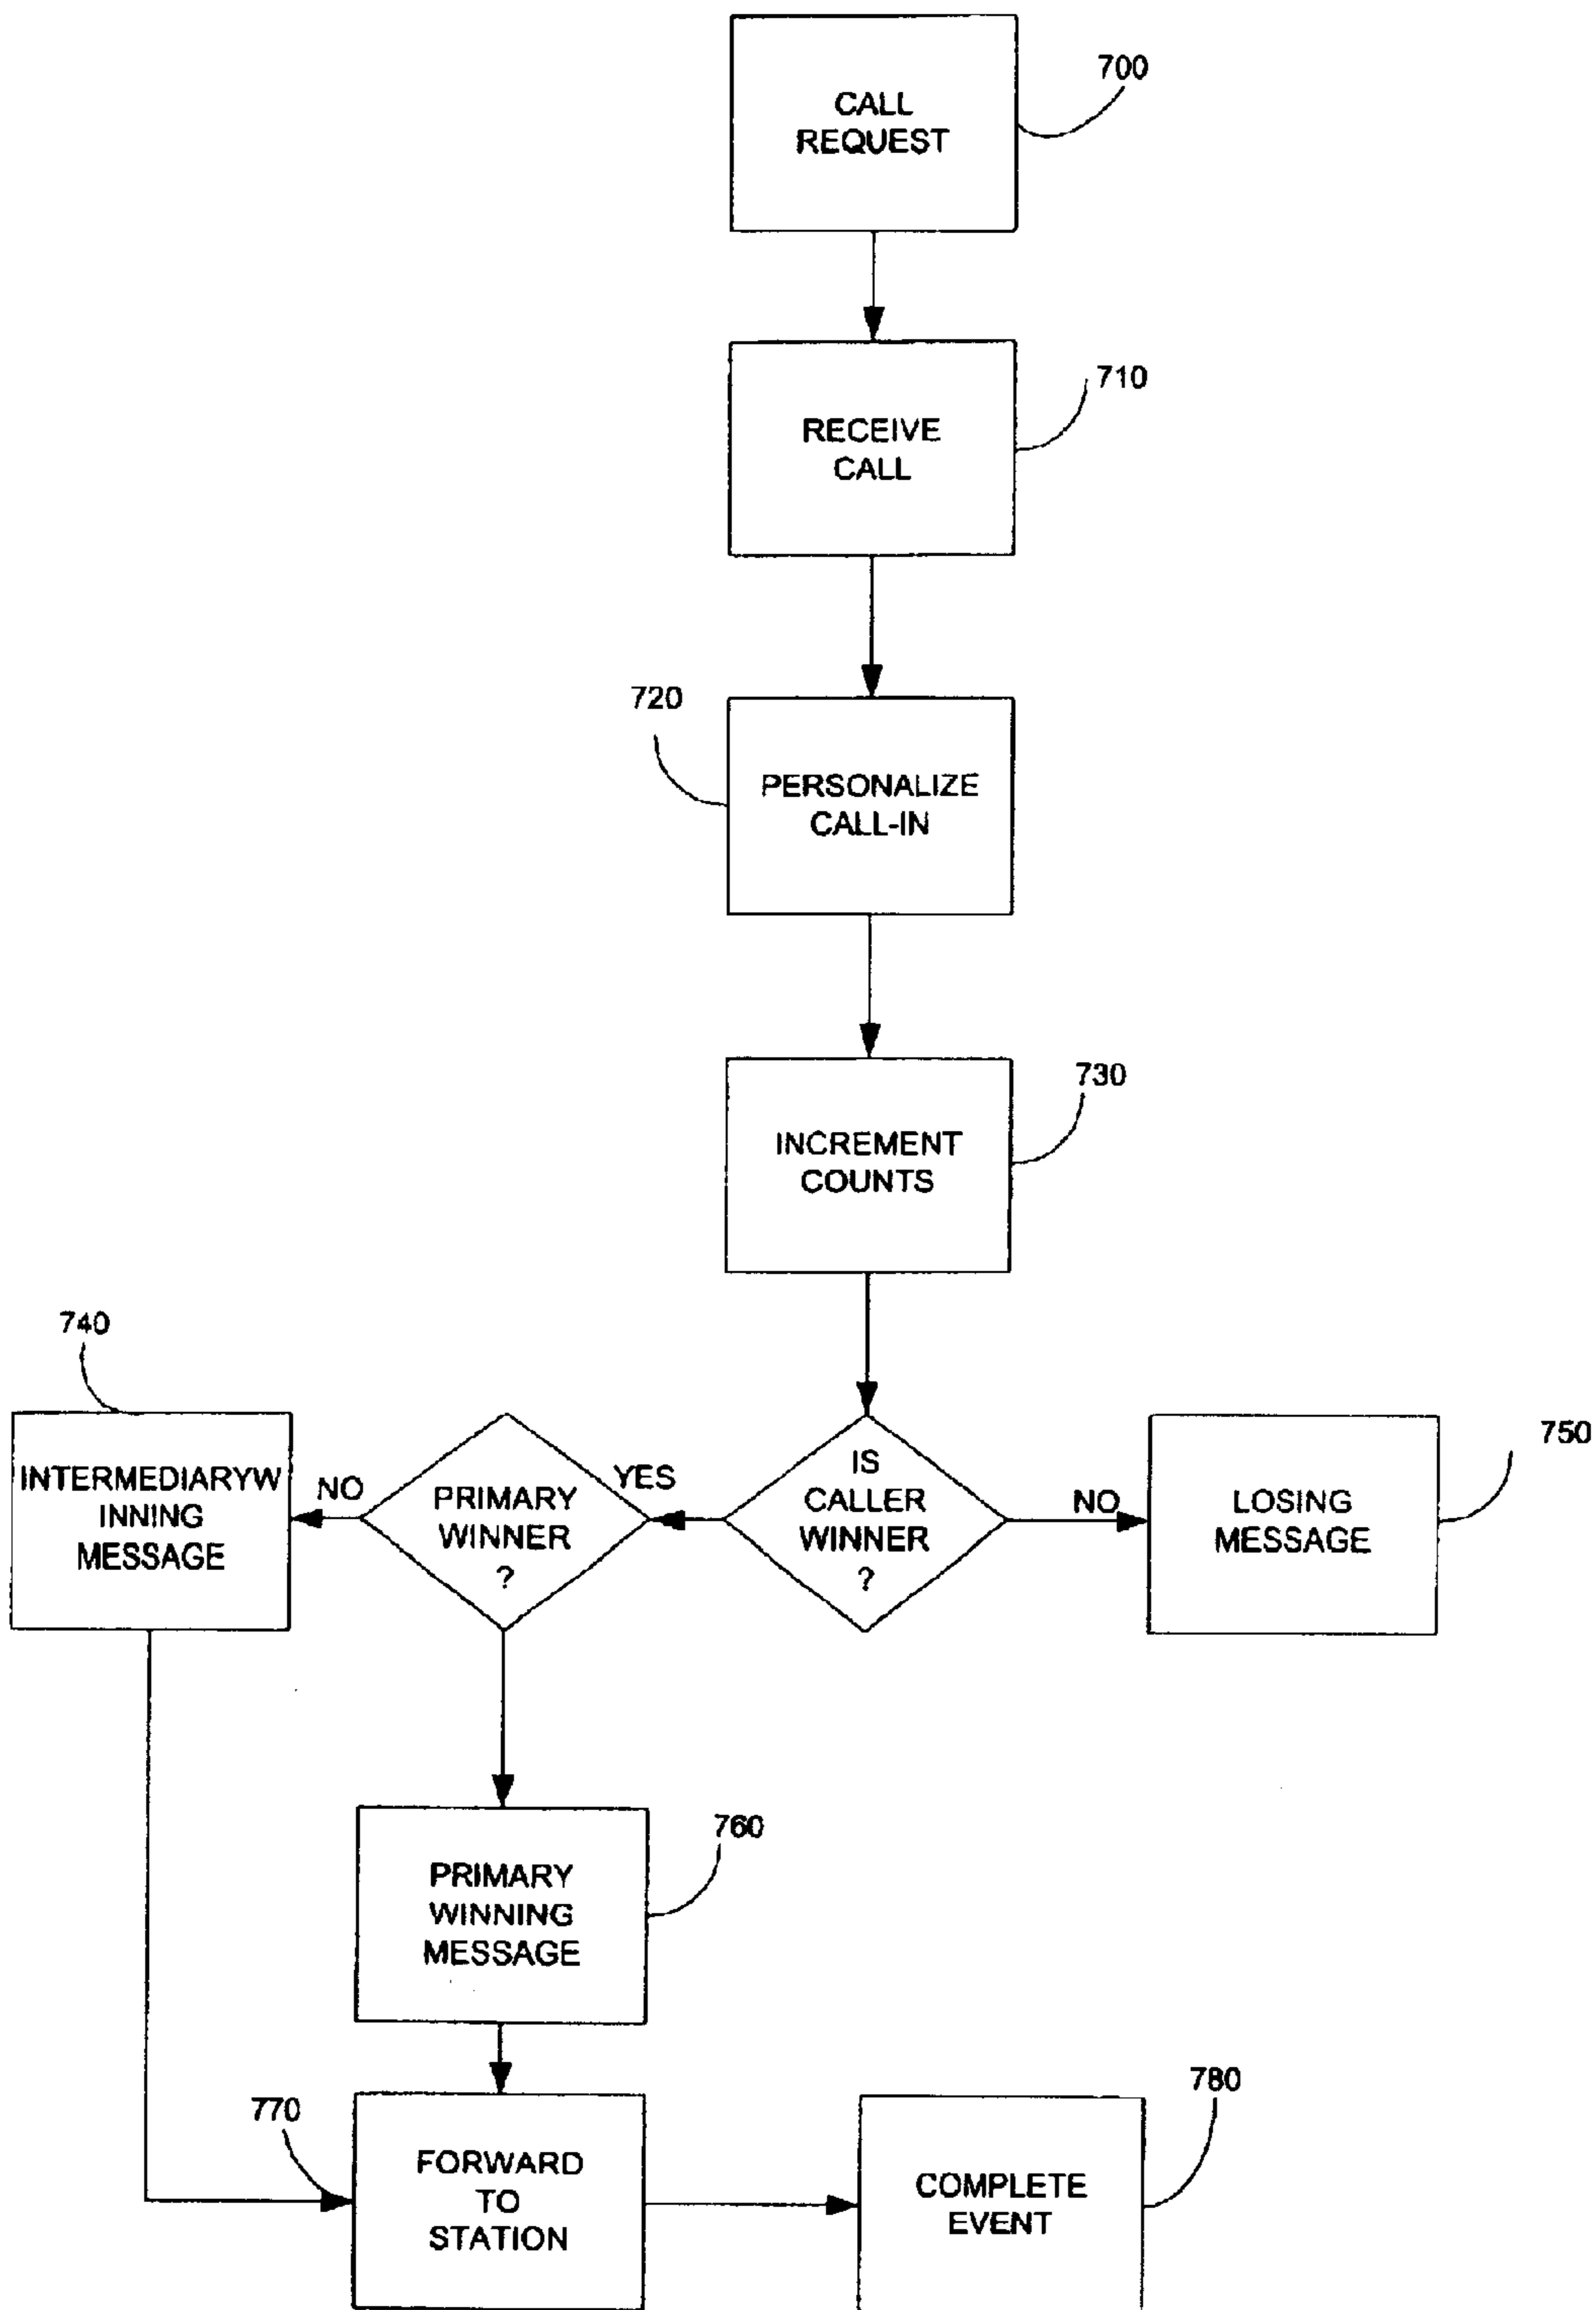 CALL
REQUEST
700
RECEIVE
CALL
710
720
PERSONALIZE
CALL-IN
INCREMENT
COUNTS
730
740
INTERMEDIARYW
INNING
MESSAGE
NO
PRIMARY
WINNER
?
YES
IS
CALLER
WINNER
?
NO
LOSING
MESSAGE
750
PRIMARY
WINNING
MESSAGE
760
770
FORWARD
TO
STATION
COMPLETE
EVENT
780